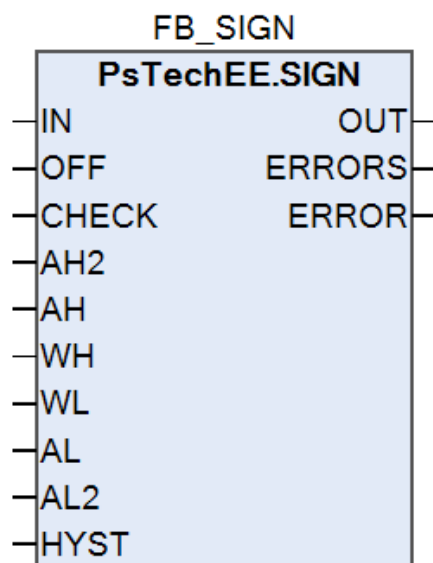 FB_SIGN
PsTechEE.SIGN
IN OUT
OFF ERRORS
CHECK ERROR
AH2
AH
WH
WL
AL
AL2
HYST